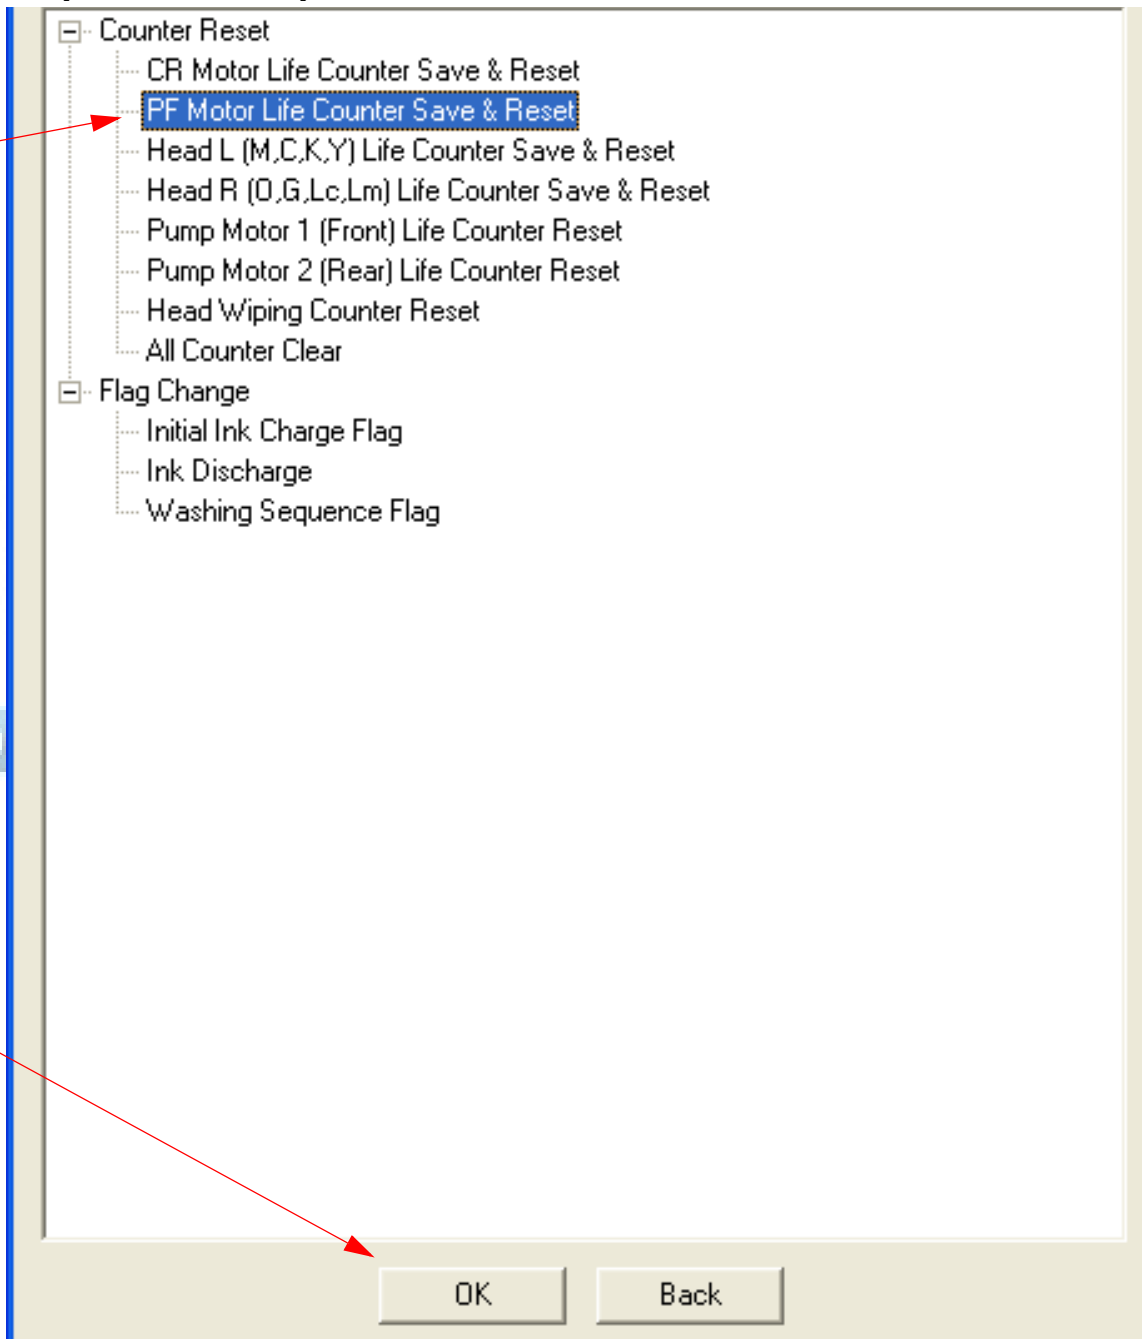 Counter Reset
CR Motor Life Counter Save & Reset
PF Motor Life Counter Save & Reset
Head L (M,C,K,Y) Life Counter Save & Reset
Head R (O,G,Lc,Lm) Life Counter Save & Reset
Pump Motor 1 (Front) Life Counter Reset
Pump Motor 2 (Rear) Life Counter Reset
Head Wiping Counter Reset
All Counter Clear
Flag Change
Initial Ink Charge Flag
Ink Discharge
Washing Sequence Flag
OK Back